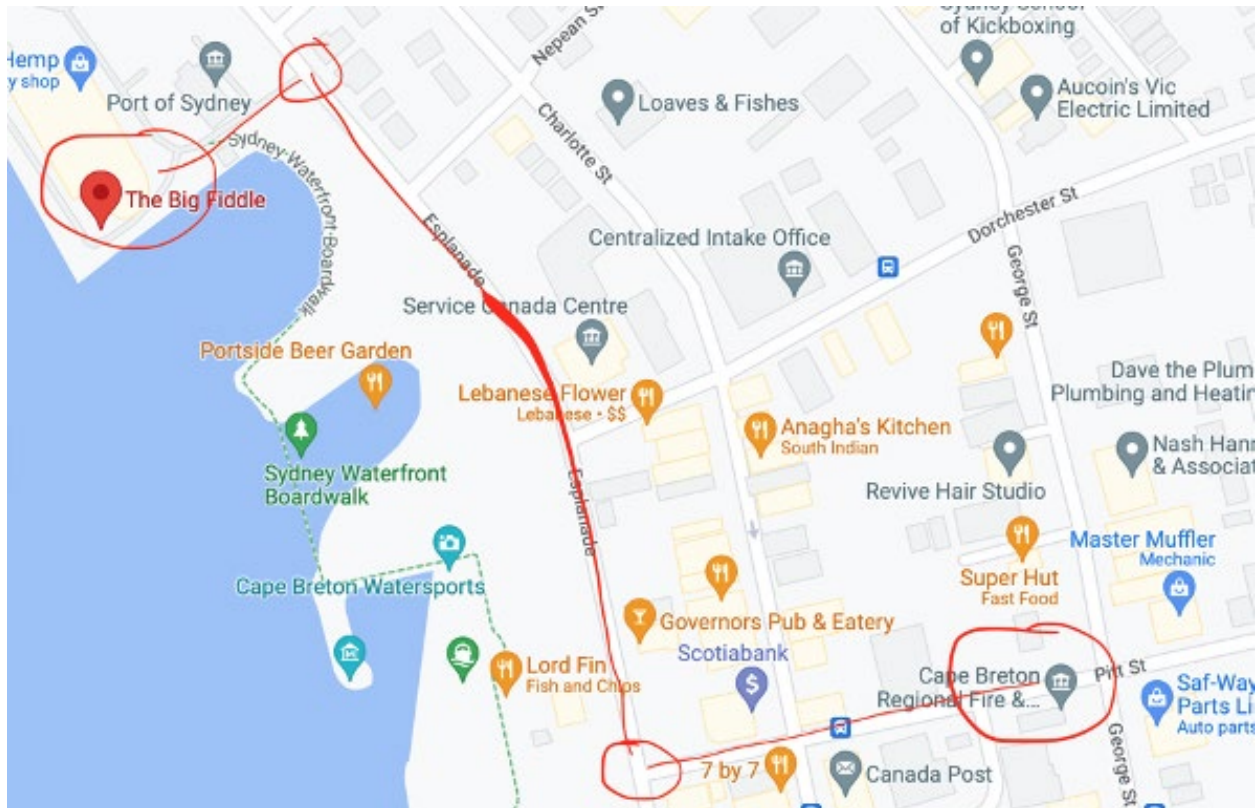 Sydney School
of Kickboxing
Hemp
y shop
Port of Sydney
Nepean St
Loaves & Fishes
Aucoin's Vic
Electric Limited
Charlotte St
Sydney Waterfront Boardwalk
The Big Fiddle
Esplanade
Centralized Intake Office
Dorchester St
George St
Service Canada Centre
Portside Beer Garden
Lebanese Flower
Lebanese • $$
Anagha's Kitchen
South Indian
Dave the Plum
Plumbing and Heatin
Nash Hann
& Associat
Sydney Waterfront
Boardwalk
Revive Hair Studio
Esplanade
Master Muffler
Mechanic
Cape Breton Watersports
Super Hut
Fast Food
Governors Pub & Eatery
Scotiabank
$
Lord Fin
Fish and Chips
Cape Breton
Regional Fire &...
Pitt St
Saf-Way
Parts Li
Auto parts
7 by 7
Canada Post
George St